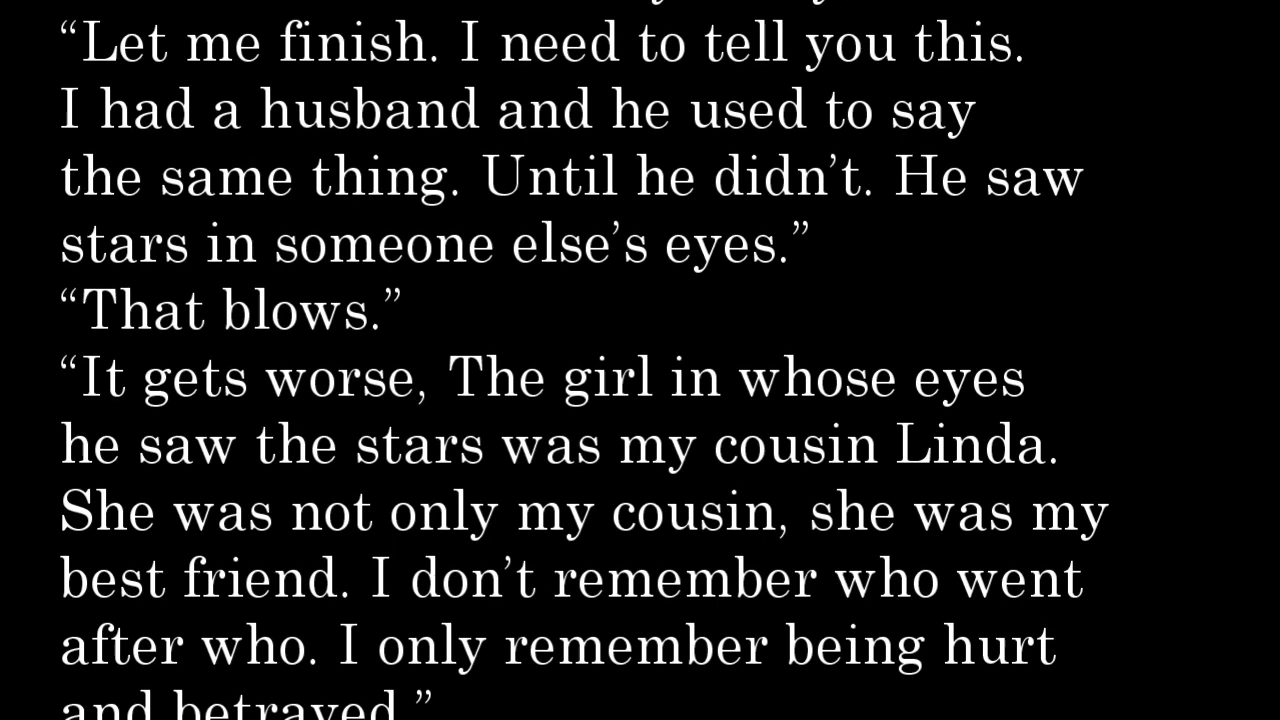 “Let me finish. I need to tell you this.
I had a husband and he used to say
the same thing. Until he didn’t. He saw
stars in someone else’s eyes.”
“That blows.”
“It gets worse, The girl in whose eyes
he saw the stars was my cousin Linda.
She was not only my cousin, she was my
best friend. I don’t remember who went
after who. I only remember being hurt
and betrayed.”